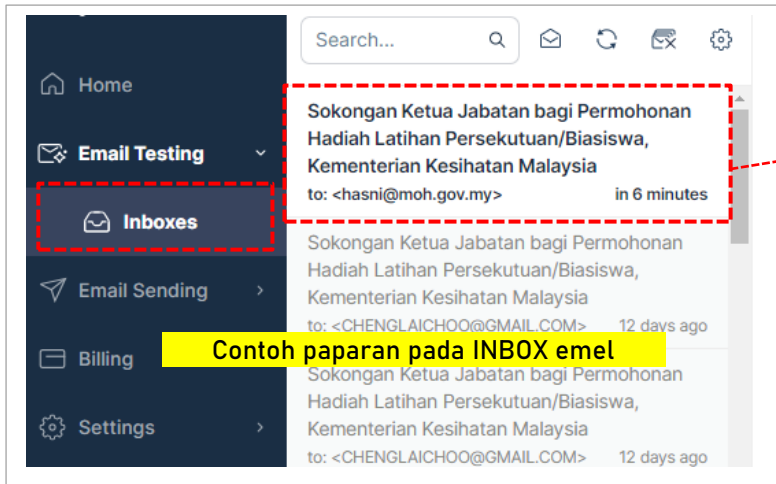 Home
Email Testing
Inboxes
Email Sending
Billing
Settings
Search...
Sokongan Ketua Jabatan bagi Permohonan
Hadiah Latihan Persekutuan/Biasiswa,
Kementerian Kesihatan Malaysia
to: <hasni@moh.gov.my> in 6 minutes
Sokongan Ketua Jabatan bagi Permohonan
Hadiah Latihan Persekutuan/Biasiswa,
Kementerian Kesihatan Malaysia
to: <CHENGLAICHOO@GMAIL.COM> 12 days ago
Contoh paparan pada INBOX emel
Sokongan Ketua Jabatan bagi Permohonan
Hadiah Latihan Persekutuan/Biasiswa,
Kementerian Kesihatan Malaysia
to: <CHENGLAICHOO@GMAIL.COM> 12 days ago